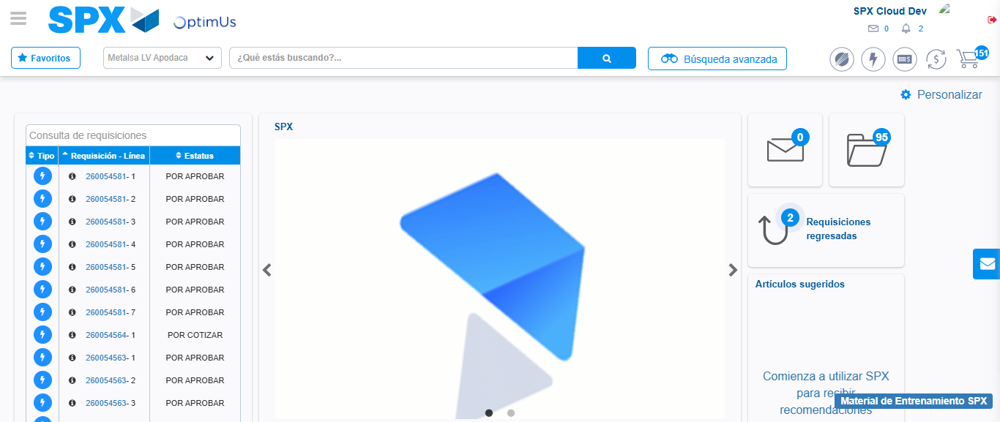 SPX OptimUs
SPX Cloud Dev
0 2
Favoritos
Metalsa LV Apodaca
¿Qué estás buscando?...
Búsqueda avanzada
$
151
Personalizar
Consulta de requisiciones
Tipo Requisición - Línea Estatus
260054581- 1 POR APROBAR
260054581- 2 POR APROBAR
260054581- 3 POR APROBAR
260054581- 4 POR APROBAR
260054581- 5 POR APROBAR
260054581- 6 POR APROBAR
260054581- 7 POR APROBAR
260054564- 1 POR COTIZAR
260054563- 1 POR APROBAR
260054563- 2 POR APROBAR
260054563- 3 POR APROBAR
SPX
0
95
2
Requisiciones
regresadas
Artículos sugeridos
Comienza a utilizar SPX
para recibir
recomendaciones
Material de Entrenamiento SPX